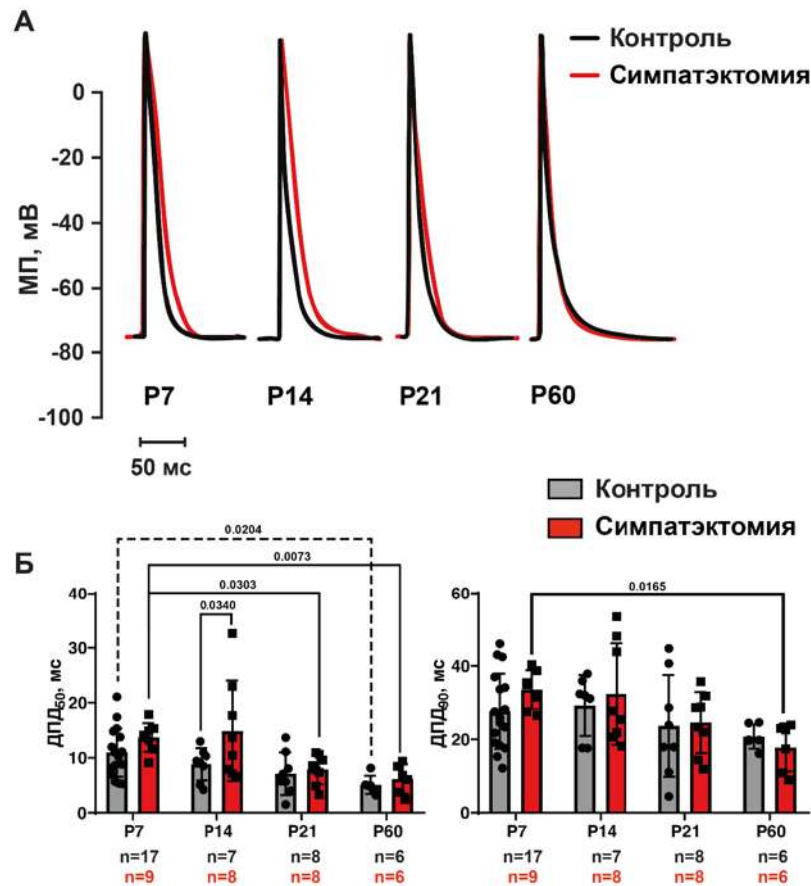 А
Контроль
Симпатэктомия
МП, мВ
0
-20
-40
-60
-80
-100
P7 P14 P21 P60
50 мс
Контроль
Симпатэктомия
Б
ДПД50, мс
40
30
20
10
0
0.0204
0.0073
0.0303
0.0340
P7 P14 P21 P60
n=17 n=7 n=8 n=6
n=9 n=8 n=8 n=6
ДПД90, мс
60
40
20
0
0.0165
P7 P14 P21 P60
n=17 n=7 n=8 n=6
n=9 n=8 n=8 n=6